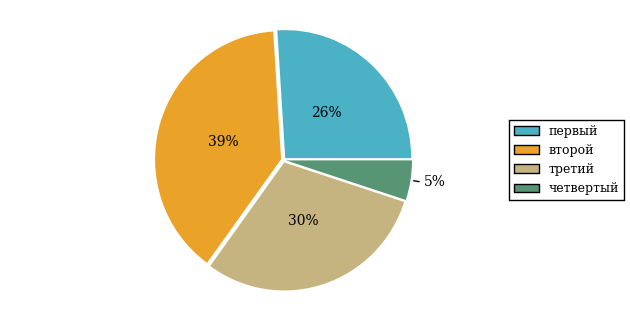 26%
39%
30%
5%
первый
второй
третий
четвертый